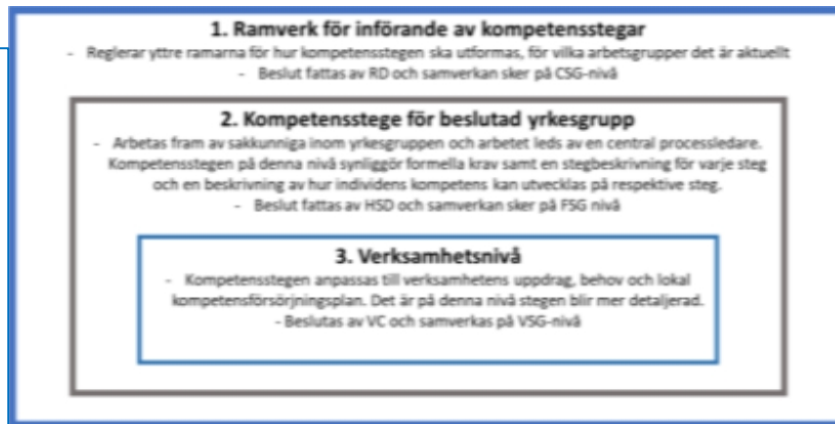 1. Ramverk för införande av kompetensstegar
- Reglerar yttre ramarna för hur kompetensstegen ska utformas, för vilka arbetsgrupper det är aktuellt
- Beslut fattas av RD och samverkan sker på CSG-nivå
2. Kompetensstege för beslutad yrkesgrupp
- Arbetas fram av sakkunniga inom yrkesgruppen och arbetet leds av en central processledare.
Kompetensstegen på denna nivå synliggör formella krav samt en stegbeskrivning för varje steg
och en beskrivning av hur individens kompetens kan utvecklas på respektive steg.
- Beslut fattas av HSD och samverkan sker på FSG nivå
3. Verksamhetsnivå
- Kompetensstegen anpassas till verksamhetens uppdrag, behov och lokal
kompetensförsörjningsplan. Det är på denna nivå stegen blir mer detaljerad.
- Beslutas av VC och samverkas på VSG-nivå